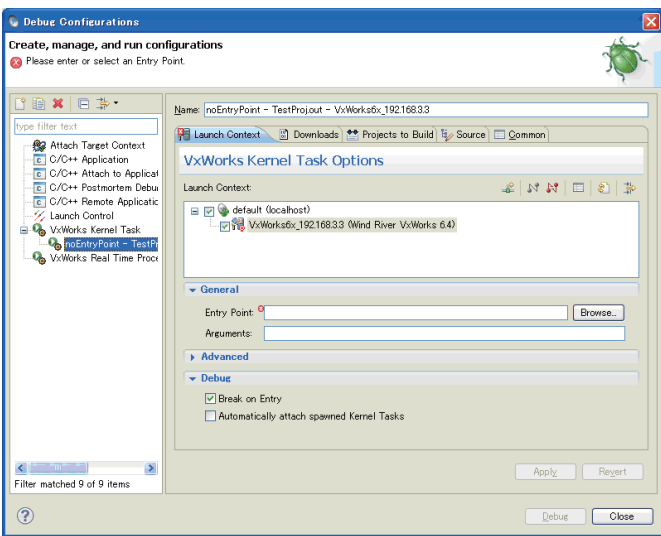 Debug Configurations
Create, manage, and run configurations
Please enter or select an Entry Point.
type filter text
Attach Target Context
C/C++ Application
C/C++ Attach to Applicat
C/C++ Postmortem Debu
C/C++ Remote Applicatic
Launch Control
VxWorks Kernel Task
noEntryPoint - TestPr
VxWorks Real Time Proce
Filter matched 9 of 9 items
Name: noEntryPoint - TestProj.out - VxWorks6x_192.168.3.3
Launch Context Downloads Projects to Build Source Common
VxWorks Kernel Task Options
Launch Context:
default (localhost)
VxWorks6x_192.168.3.3 (Wind River VxWorks 6.4)
General
Entry Point: Browse..
Arguments:
Advanced
Debug
Break on Entry
Automatically attach spawned Kernel Tasks
Apply Revert
Debug Close